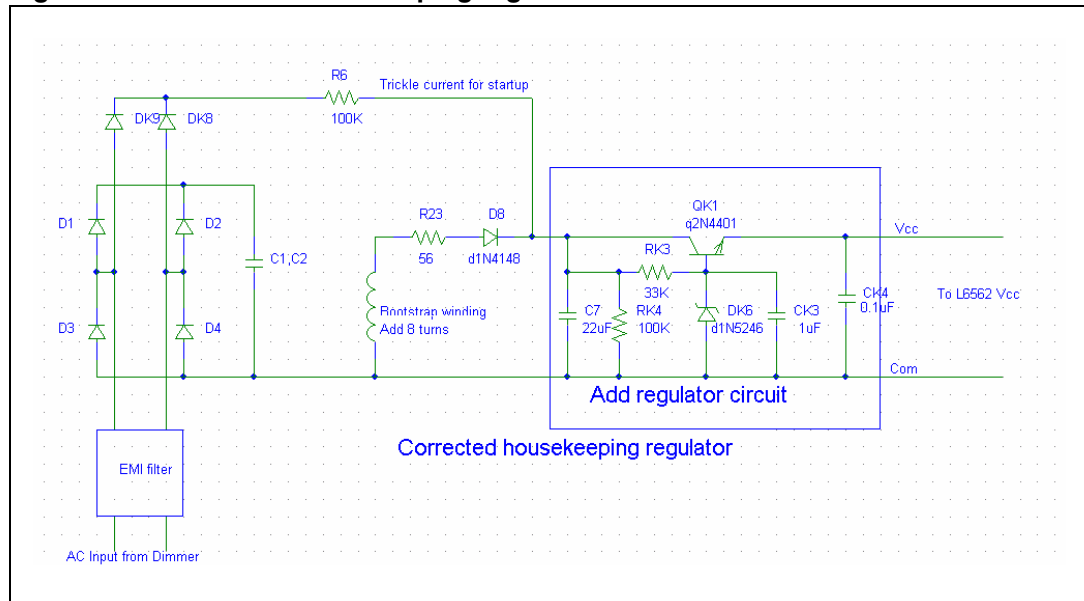 R6
Trickle current for startup
100K
DK9
DK8
D1
D2
C1,C2
D3
D4
R23
56
D8
d1N4148
Bootstrap winding
Add 8 turns
QK1
q2N4401
Vcc
RK3
33K
C7
22uF
RK4
100K
DK6
d1N5246
CK3
1uF
CK4
0.1uF
To L6562 Vcc
Com
Add regulator circuit
Corrected housekeeping regulator
EMI filter
AC Input from Dimmer